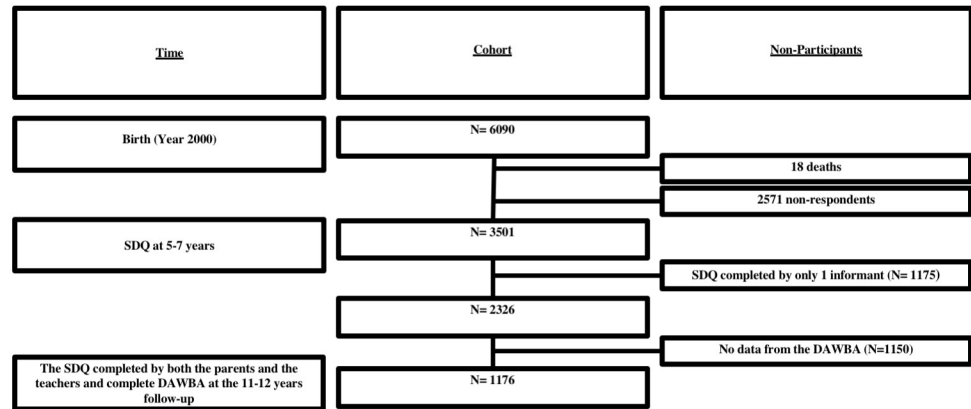 Time
Cohort
Non-Participants
Birth (Year 2000)
N= 6090
18 deaths
2571 non-respondents
SDQ at 5-7 years
N= 3501
SDQ completed by only 1 informant (N= 1175)
N= 2326
No data from the DAWBA (N=1150)
The SDQ completed by both the parents and the
teachers and complete DAWBA at the 11-12 years
follow-up
N= 1176